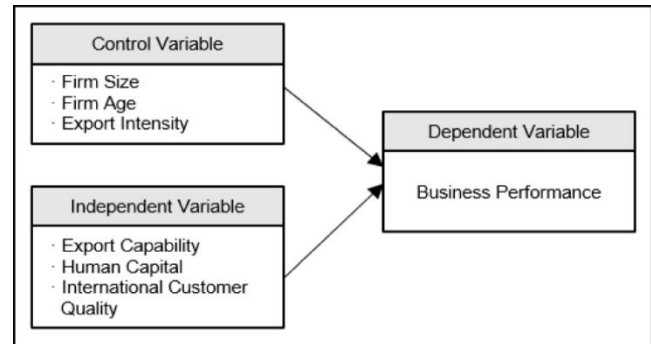 Control Variable
· Firm Size
· Firm Age
· Export Intensity
Dependent Variable
Business Performance
Independent Variable
· Export Capability
· Human Capital
· International Customer
Quality